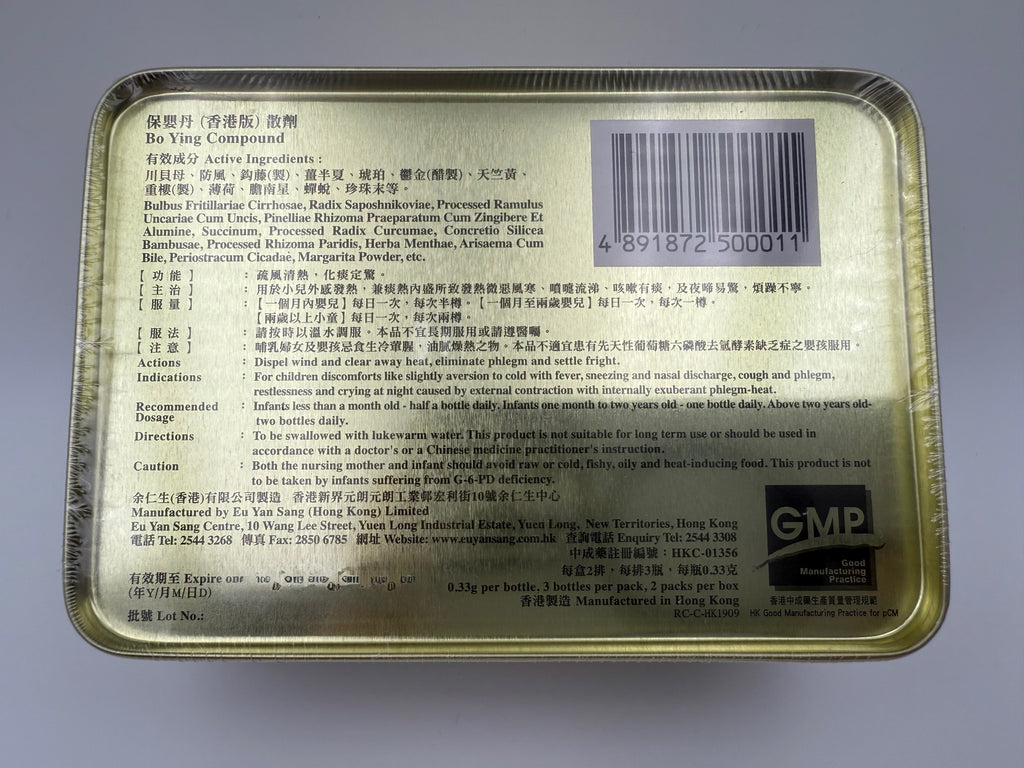 保嬰丹 (香港版) 散劑
Bo Ying Compound
有效成分 Active Ingredients :
川貝母、防風、鈎藤(製)、薑半夏、琥珀、鬱金(醋製)、天竺黃、
重樓(製)、薄荷、膽南星、蟬蛻、珍珠末等。
Bulbus Fritillariae Cirrhosae, Radix Saposhnikoviae, Processed Ramulus
Uncariae Cum Uncis, Pinelliae Rhizoma Praeparatum Cum Zingibere Et
Alumine, Succinum, Processed Radix Curcumae, Concretio Silicea
Bambusae, Processed Rhizoma Paridis, Herba Menthae, Arisaema Cum
Bile, Periostracum Cicadae, Margarita Powder, etc.
4 891872 500011
【 功 能 】 : 疏風清熱，化痰定驚。
【 主 治 】 : 用於小兒外感發熱，兼痰熱內盛所致發熱微惡風寒、噴嚏流涕、咳嗽有痰，及夜啼易驚，煩躁不寧。
【 服 量 】 : 【一個月內嬰兒】每日一次，每次半樽。【一個月至兩歲嬰兒】每日一次，每次一樽。
【兩歲以上小童】每日一次，每次兩樽。
【 服 法 】 : 請按時以溫水調服。本品不宜長期服用或請遵醫囑。
【 注 意 】 : 哺乳婦女及嬰孩忌食生冷葷腥，油膩燥熱之物。本品不適宜患有先天性葡萄糖六磷酸去氫酵素缺乏症之嬰孩服用。
Actions : Dispel wind and clear away heat, eliminate phlegm and settle fright.
Indications : For children discomforts like slightly aversion to cold with fever, sneezing and nasal discharge, cough and phlegm,
restlessness and crying at night caused by external contraction with internally exuberant phlegm-heat.
Recommended Dosage : Infants less than a month old - half a bottle daily. Infants one month to two years old - one bottle daily. Above two years old-
two bottles daily.
Directions : To be swallowed with lukewarm water. This product is not suitable for long term use or should be used in
accordance with a doctor's or a Chinese medicine practitioner's instruction.
Caution : Both the nursing mother and infant should avoid raw or cold, fishy, oily and heat-inducing food. This product is not
to be taken by infants suffering from G-6-PD deficiency.
余仁生(香港)有限公司製造 香港新界元朗元朗工業邨宏利街10號余仁生中心
Manufactured by Eu Yan Sang (Hong Kong) Limited
Eu Yan Sang Centre, 10 Wang Lee Street, Yuen Long Industrial Estate, Yuen Long, New Territories, Hong Kong
電話 Tel: 2544 3268 傳真 Fax: 2850 6785 網址 Website: www.euyansang.com.hk 查詢電話 Enquiry Tel: 2544 3308
中成藥註冊編號：HKC-01356
每盒2排，每排3瓶，每瓶0.33克
0.33g per bottle, 3 bottles per pack, 2 packs per box
香港製造 Manufactured in Hong Kong
RC-C-HK1909
有效期至 Expire on:
(年Y/月M/日D)
批號 Lot No.:
GMP
Good
Manufacturing
Practice
香港中成藥生產質量管理規範
HK Good Manufacturing Practice for pCM